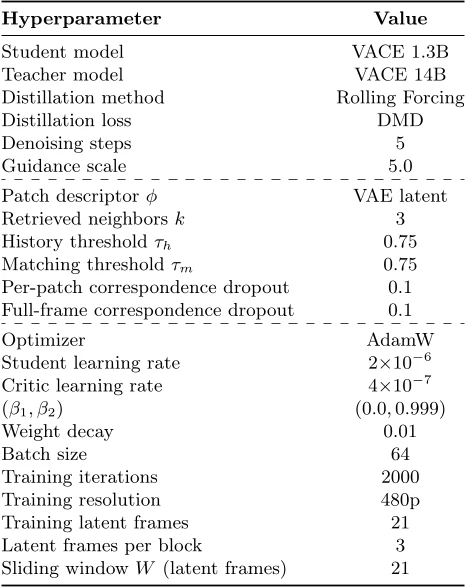 Hyperparameter Value
Student model VACE 1.3B
Teacher model VACE 14B
Distillation method Rolling Forcing
Distillation loss DMD
Denoising steps 5
Guidance scale 5.0
Patch descriptor ϕ VAE latent
Retrieved neighbors k 3
History threshold τₕ 0.75
Matching threshold τₘ 0.75
Per-patch correspondence dropout 0.1
Full-frame correspondence dropout 0.1
Optimizer AdamW
Student learning rate 2×10⁻⁶
Critic learning rate 4×10⁻⁷
(β₁, β₂) (0.0, 0.999)
Weight decay 0.01
Batch size 64
Training iterations 2000
Training resolution 480p
Training latent frames 21
Latent frames per block 3
Sliding window W (latent frames) 21